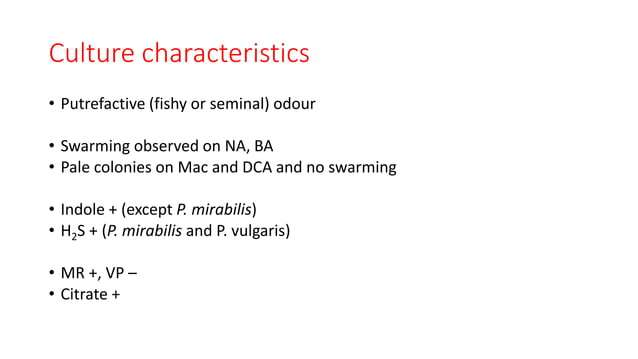 Culture characteristics
• Putrefactive (fishy or seminal) odour
• Swarming observed on NA, BA
• Pale colonies on Mac and DCA and no swarming
• Indole + (except P. mirabilis)
• H₂S + (P. mirabilis and P. vulgaris)
• MR +, VP –
• Citrate +